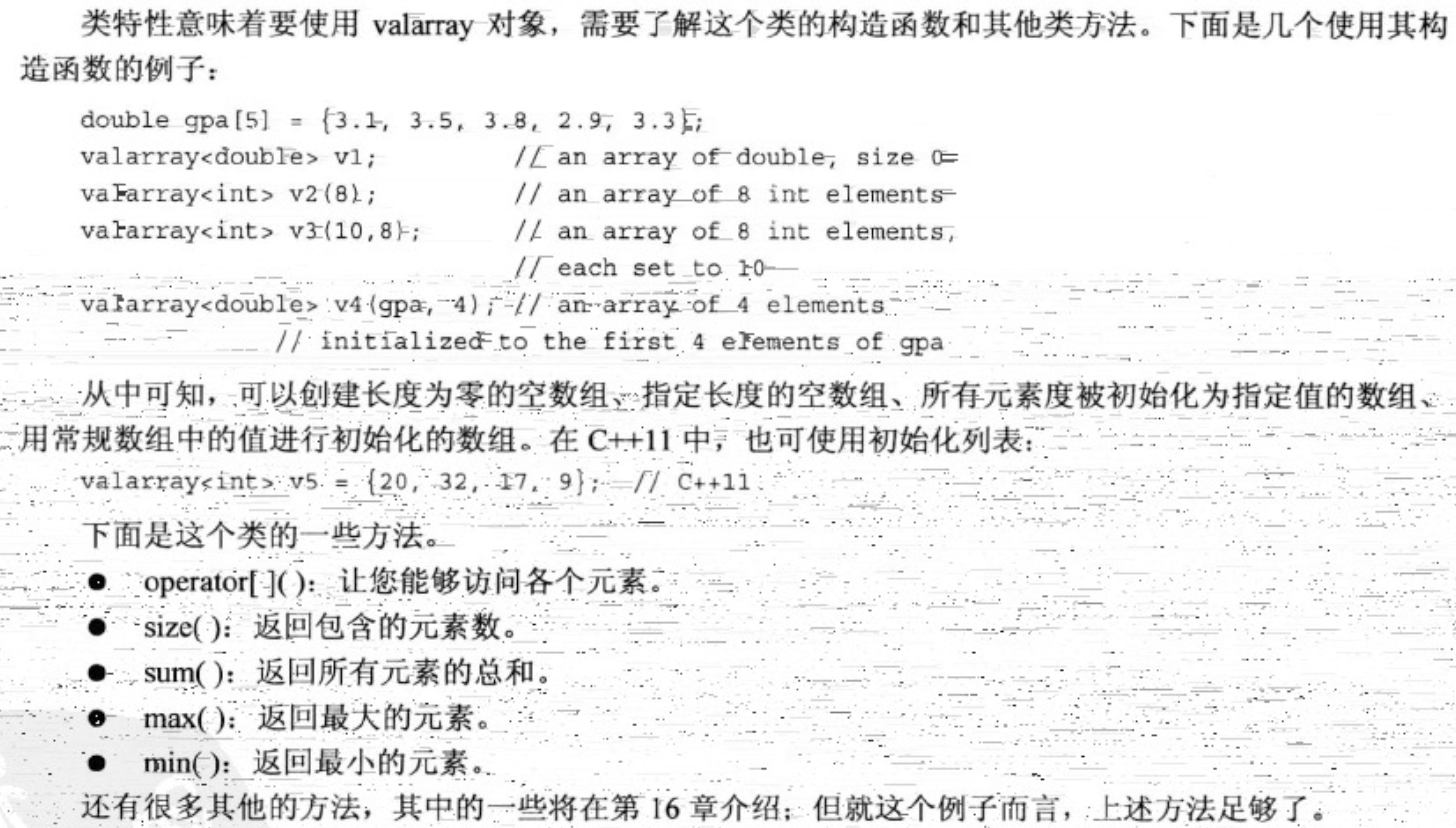 类特性意味着要使用 valarray 对象，需要了解这个类的构造函数和其他类方法。下面是几个使用其构
造函数的例子：
double gpa[5] = {3.1, 3.5, 3.8, 2.9, 3.3};
valarray<double> v1; // an array of double, size 0
valarray<int> v2(8); // an array of 8 int elements
valarray<int> v3(10,8); // an array of 8 int elements,
// each set to 10
valarray<double> v4(gpa, 4); // an array of 4 elements
// initialized to the first 4 elements of gpa
从中可知，可以创建长度为零的空数组、指定长度的空数组、所有元素度被初始化为指定值的数组、
用常规数组中的值进行初始化的数组。在 C++11 中，也可使用初始化列表：
valarray<int> v5 = {20, 32, 17, 9}; // C++11
下面是这个类的一些方法。
● operator[ ]( )：让您能够访问各个元素。
● size( )：返回包含的元素数。
● sum( )：返回所有元素的总和。
● max( )：返回最大的元素。
● min( )：返回最小的元素。
还有很多其他的方法，其中的一些将在第 16 章介绍；但就这个例子而言，上述方法足够了。